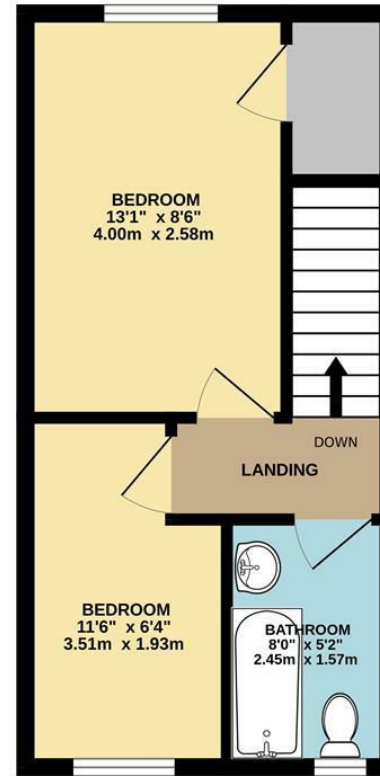 BEDROOM
13'1" x 8'6"
4.00m x 2.58m
DOWN
LANDING
BEDROOM
11'6" x 6'4"
3.51m x 1.93m
BATHROOM
8'0" x 5'2"
2.45m x 1.57m